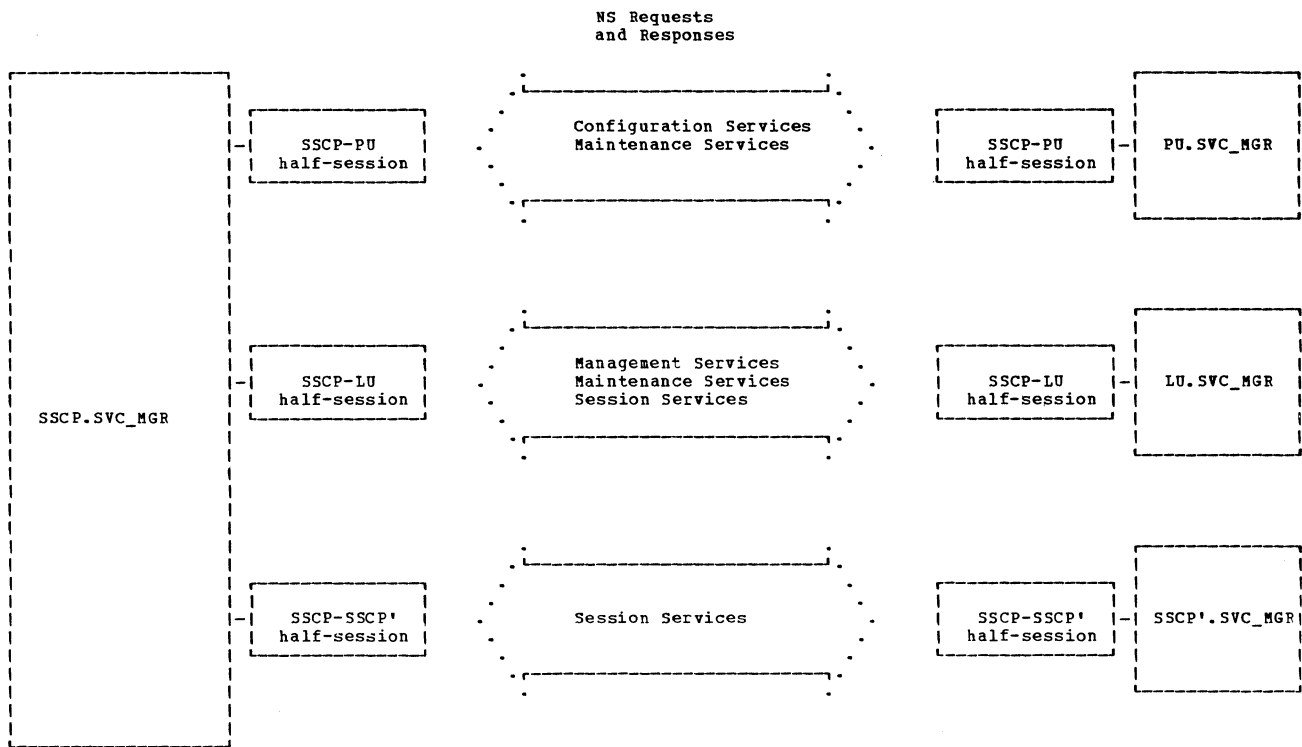 NS Requests
and Responses
SSCP.SVC_MGR
SSCP-PU
half-session
Configuration Services
Maintenance Services
SSCP-PU
half-session
PU.SVC_MGR
SSCP-LU
half-session
Management Services
Maintenance Services
Session Services
SSCP-LU
half-session
LU.SVC_MGR
SSCP-SSCP'
half-session
Session Services
SSCP-SSCP'
half-session
SSCP'.SVC_MGR